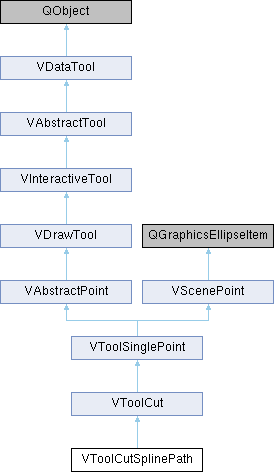 QObject
VDataTool
VAbstractTool
VInteractiveTool
VDrawTool
QGraphicsEllipseItem
VAbstractPoint
VScenePoint
VToolSinglePoint
VToolCut
VToolCutSplinePath